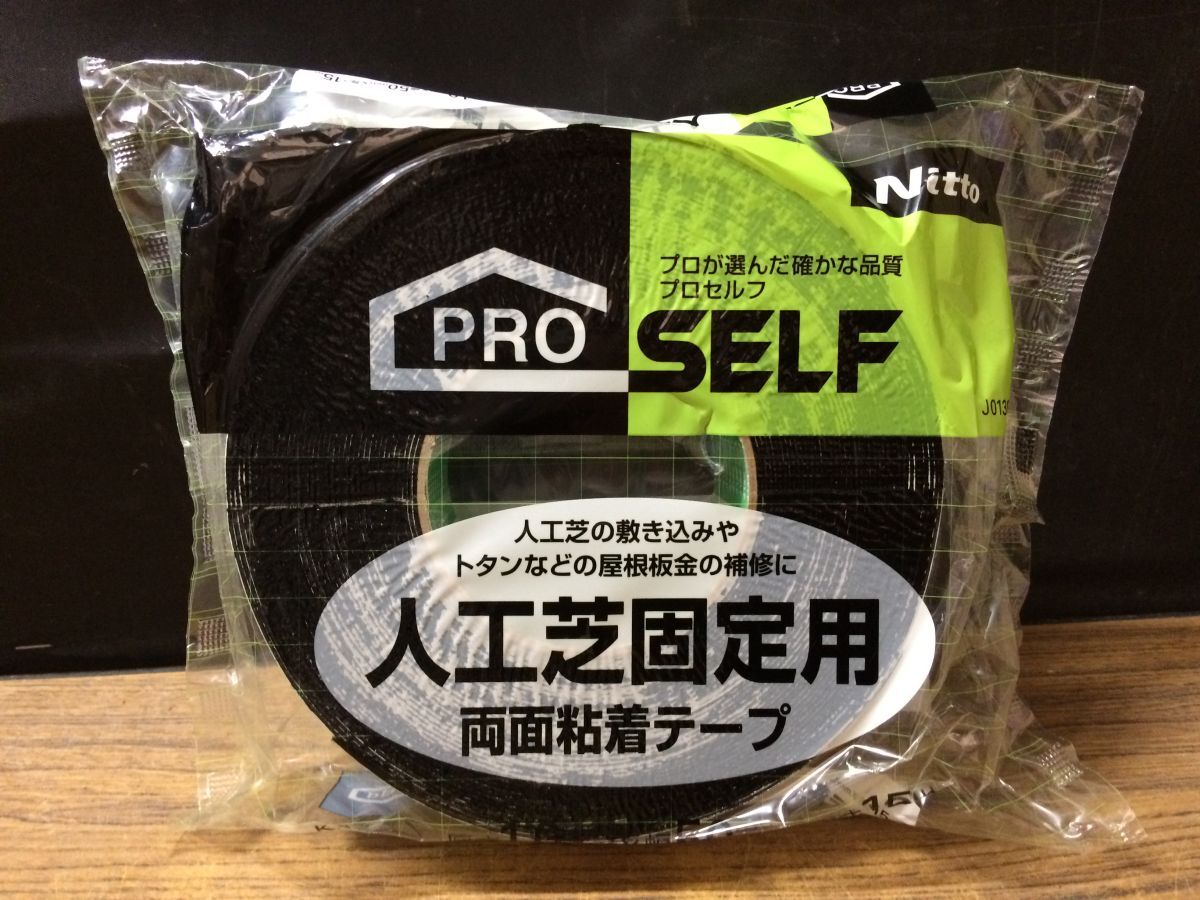 PRO
Nitto
プロが選んだ確かな品質
プロセルフ
PRO
SELF
人工芝の敷き込みや
トタンなどの屋根板金の補修に
人工芝固定用
両面粘着テープ